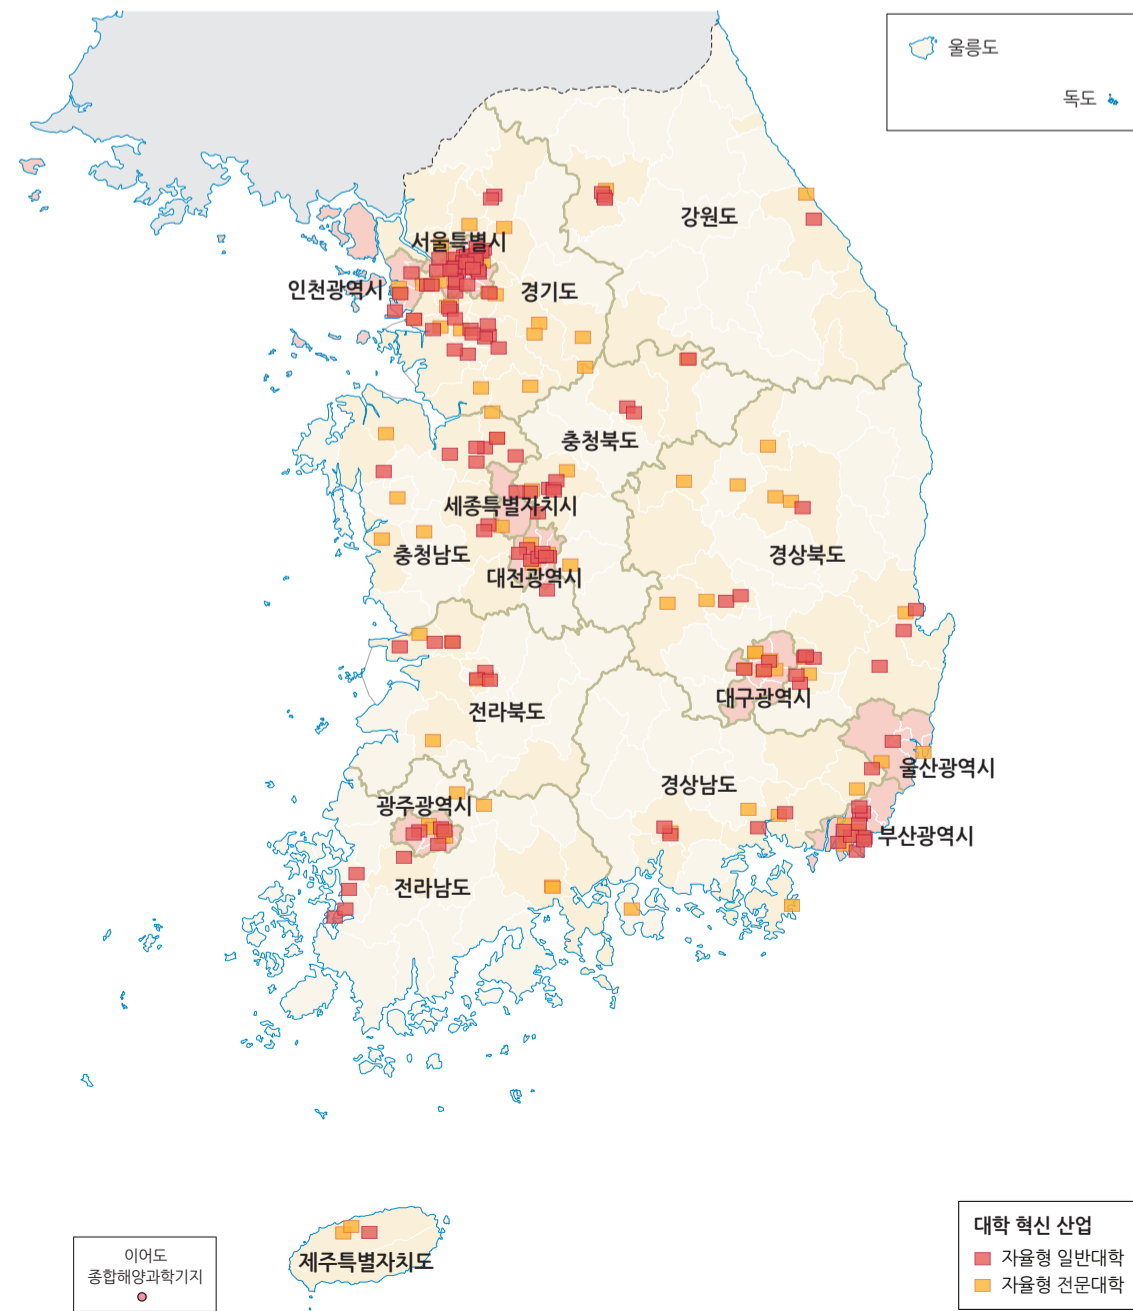 울릉도
독도
강원도
서울특별시
인천광역시
경기도
충청북도
세종특별자치시
충청남도
대전광역시
경상북도
대구광역시
전라북도
경상남도
울산광역시
광주광역시
부산광역시
전라남도
제주특별자치도
이어도
종합해양과학기지
대학 혁신 산업
자율형 일반대학
자율형 전문대학